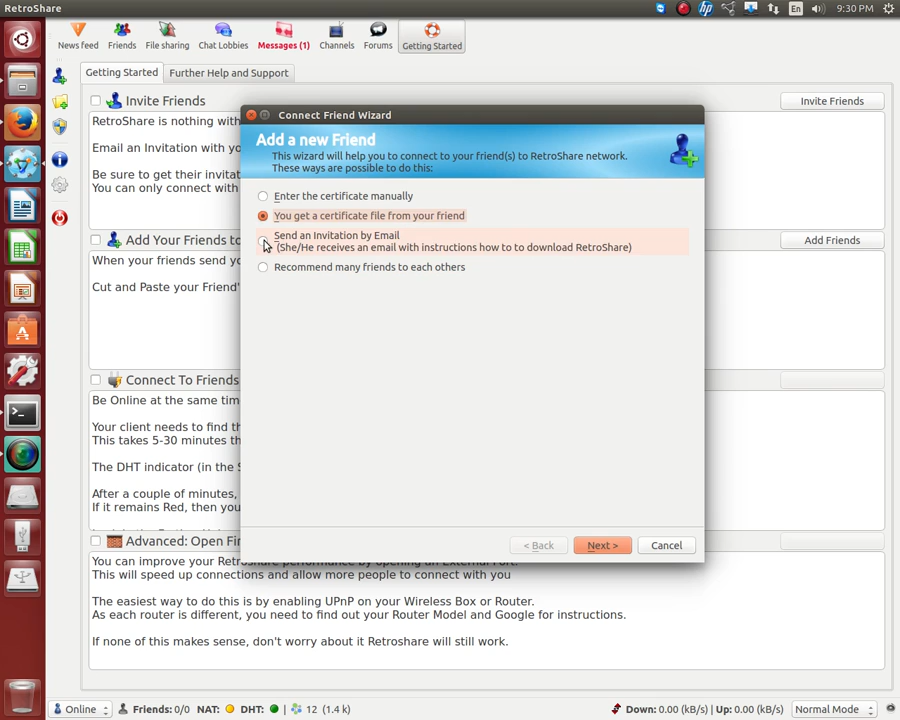 RetroShare
En
9:30 PM
News feed
Friends
File sharing
Chat Lobbies
Messages (1)
Channels
Forums
Getting Started
Getting Started
Further Help and Support
Invite Friends
Invite Friends
RetroShare is nothing with
Email an Invitation with yo
Be sure to get their invitat
You can only connect with
Add Your Friends to
Add Friends
When your friends send yo
Cut and Paste your Friend'
Connect To Friends
Be Online at the same tim
Your client needs to find th
This takes 5-30 minutes th
The DHT indicator (in the S
After a couple of minutes,
If it remains Red, then you
Advanced: Open Fir
You can improve your Retroshare performance by opening an External Port.
This will speed up connections and allow more people to connect with you
The easiest way to do this is by enabling UPnP on your Wireless Box or Router.
As each router is different, you need to find out your Router Model and Google for instructions.
If none of this makes sense, don't worry about it Retroshare will still work.
Connect Friend Wizard
Add a new Friend
This wizard will help you to connect to your friend(s) to RetroShare network.
These ways are possible to do this:
Enter the certificate manually
You get a certificate file from your friend
Send an Invitation by Email
(She/He receives an email with instructions how to to download RetroShare)
Recommend many friends to each others
< Back
Next >
Cancel
Online
Friends: 0/0
NAT:
DHT:
12 (1.4 k)
Down: 0.00 (kB/s) | Up: 0.00 (kB/s)
Normal Mode